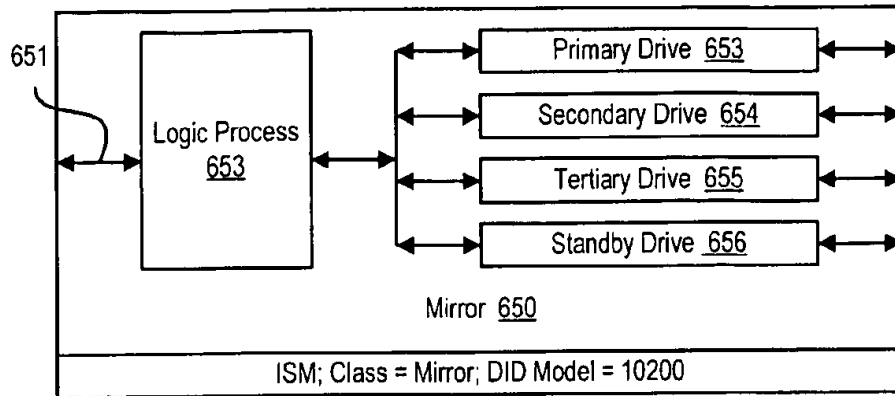 651
Logic Process
653
Primary Drive 653
Secondary Drive 654
Tertiary Drive 655
Standby Drive 656
Mirror 650
ISM; Class = Mirror; DID Model = 10200